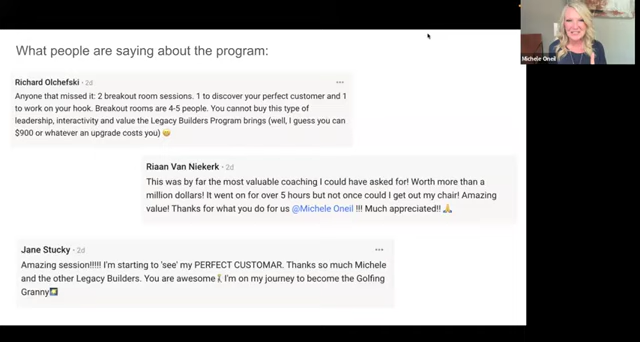 What people are saying about the program:
Michele Oneil
Richard Olchefski · 2d
Anyone that missed it: 2 breakout room sessions. 1 to discover your perfect customer and 1
to work on your hook. Breakout rooms are 4-5 people. You cannot buy this type of
leadership, interactivity and value the Legacy Builders Program brings (well, I guess you can
$900 or whatever an upgrade costs you)
Riaan Van Niekerk · 2d
This was by far the most valuable coaching I could have asked for! Worth more than a
million dollars! It went on for over 5 hours but not once could I get out my chair! Amazing
value! Thanks for what you do for us @Michele Oneil !!! Much appreciated!! 🙏
Jane Stucky · 2d
Amazing session!!!!! I'm starting to 'see' my PERFECT CUSTOMAR. Thanks so much Michele
and the other Legacy Builders. You are awesome I'm on my journey to become the Golfing
Granny